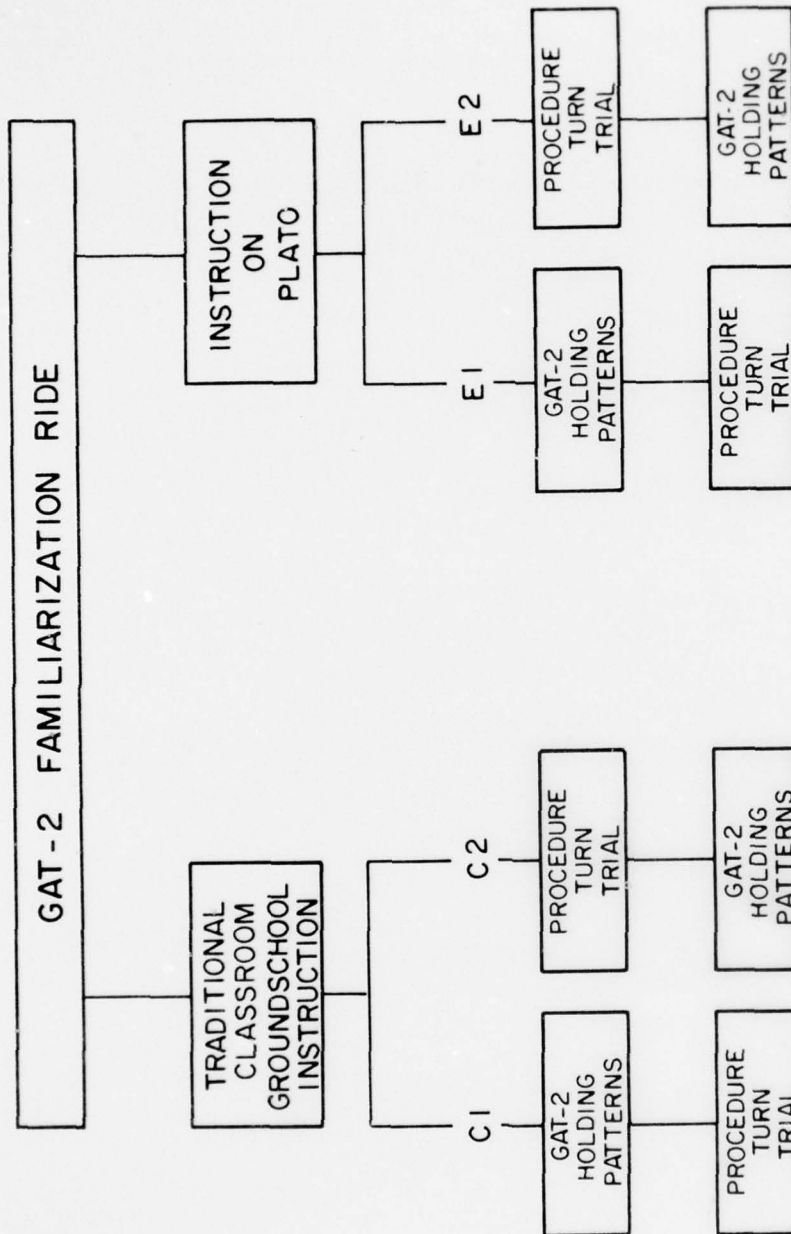 GAT-2 FAMILIARIZATION RIDE
TRADITIONAL
CLASSROOM
GROUNDSCHOOL
INSTRUCTION
INSTRUCTION
ON
PLATO
C1
C2
E1
E2
GAT-2
HOLDING
PATTERNS
PROCEDURE
TURN
TRIAL
GAT-2
HOLDING
PATTERNS
PROCEDURE
TURN
TRIAL
PROCEDURE
TURN
TRIAL
GAT-2
HOLDING
PATTERNS
PROCEDURE
TURN
TRIAL
GAT-2
HOLDING
PATTERNS